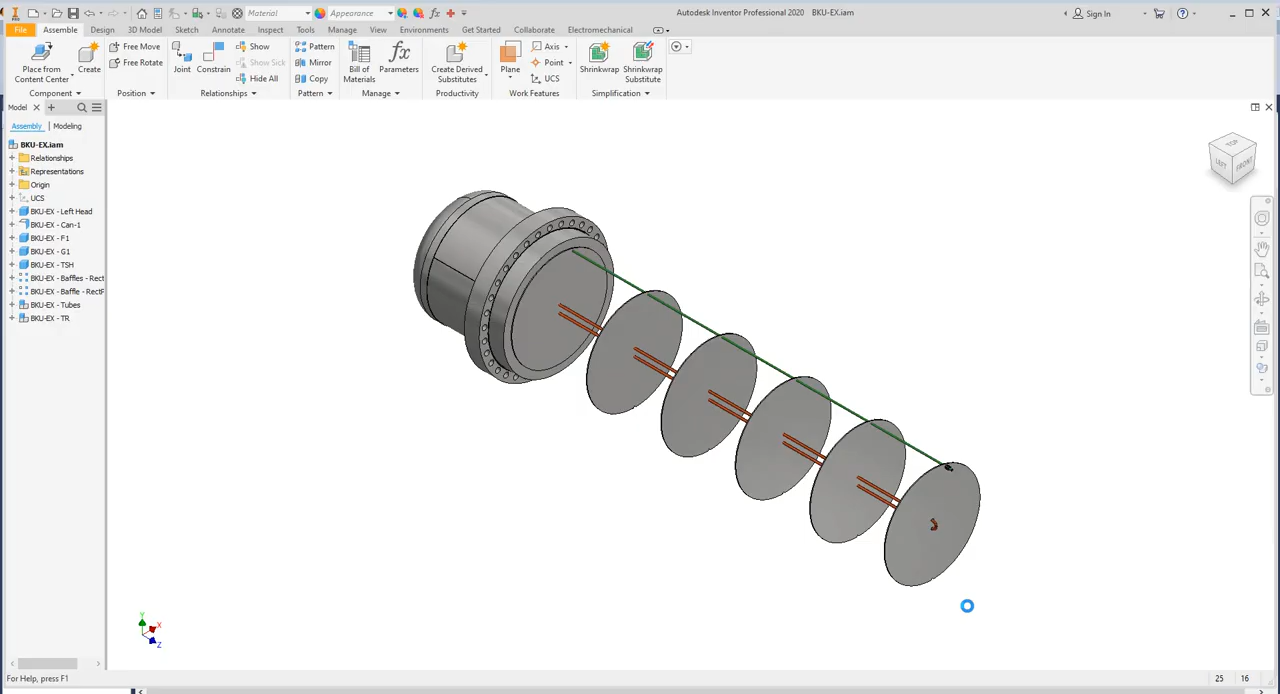 PRO
Material
Appearance
Autodesk Inventor Professional 2020 BKU-EX.iam
Sign In
File Assemble Design 3D Model Sketch Annotate Inspect Tools Manage View Environments Get Started Collaborate Electromechanical
Place from
Content Center
Create
Free Move
Free Rotate
Joint
Constrain
Show
Show Sick
Hide All
Pattern
Mirror
Copy
Bill of
Materials
fx
Parameters
Create Derived
Substitutes
Plane
Axis
Point
UCS
Shrinkwrap
Shrinkwrap
Substitute
Component Position Relationships Pattern Manage Productivity Work Features Simplification
Model
Assembly Modeling
BKU-EX.iam
Relationships
Representations
Origin
UCS
BKU-EX - Left Head
BKU-EX - Can-1
BKU-EX - F1
BKU-EX - G1
BKU-EX - TSH
BKU-EX - Baffles - Rect
BKU-EX - Baffle - RectP
BKU-EX - Tubes
BKU-EX - TR
TOP
LEFT
FRONT
Y
X
Z
For Help, press F1
25 16